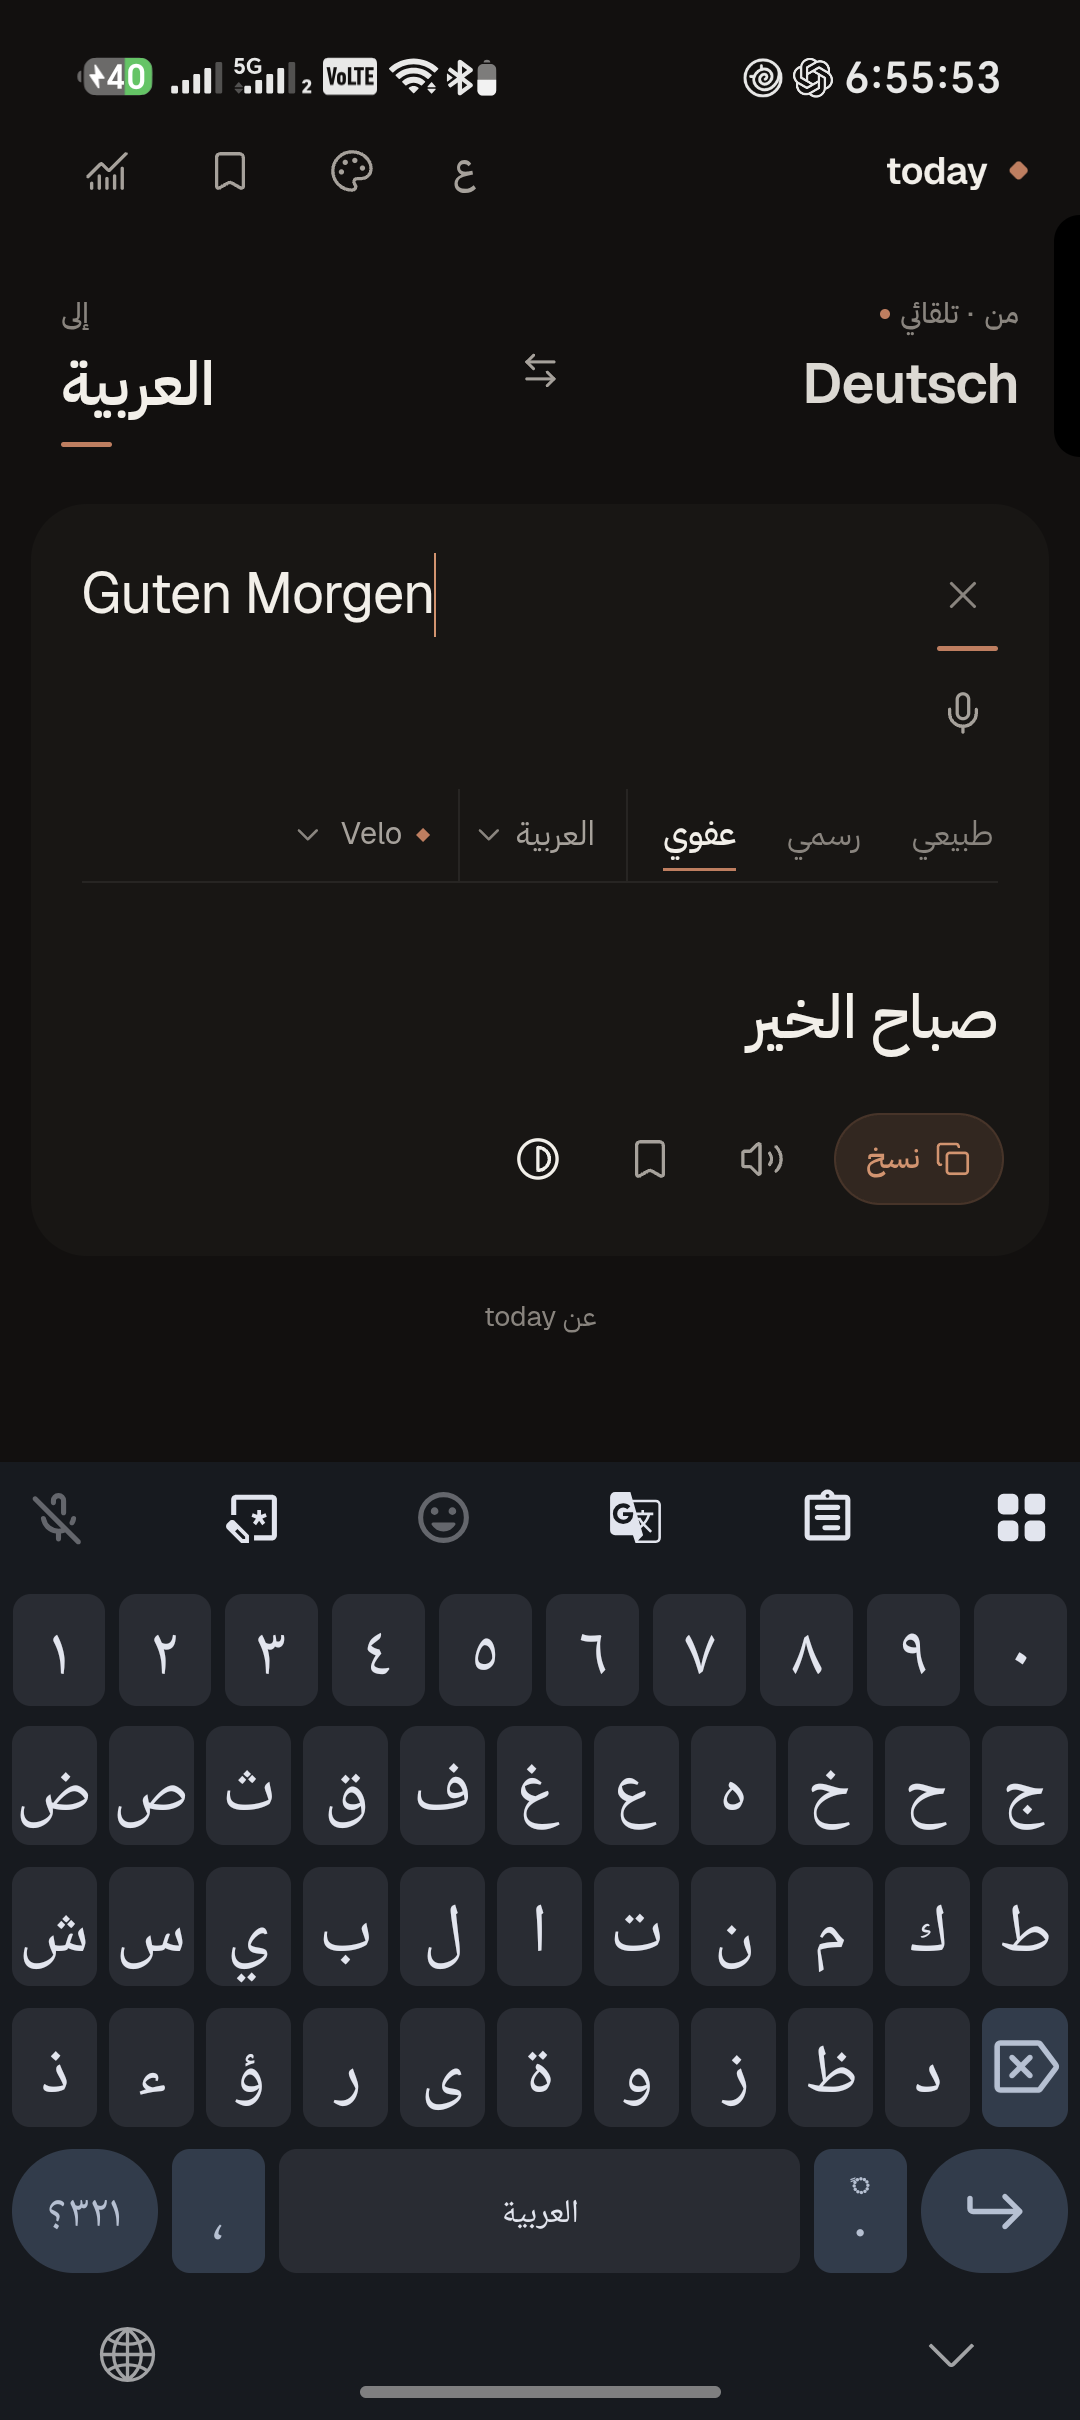 40 5G 2 VoLTE 6:55:53
ع today
من · تلقائي
إلى
Deutsch
العربية
Guten Morgen
طبيعي رسمي عفوي العربية Velo
صباح الخير
نسخ
عن today
١ ٢ ٣ ٤ ٥ ٦ ٧ ٨ ٩ ٠
ض ص ث ق ف غ ع ه خ ح ج
ش س ي ب ل ا ت ن م ك ط
ذ ء ؤ ر ى ة و ز ظ د
؟٣٢١ ، العربية .